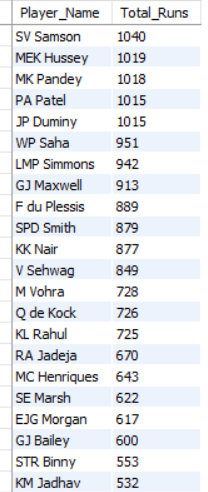 Player_Name Total_Runs
SV Samson 1040
MEK Hussey 1019
MK Pandey 1018
PA Patel 1015
JP Duminy 1015
WP Saha 951
LMP Simmons 942
GJ Maxwell 913
F du Plessis 889
SPD Smith 879
KK Nair 877
V Sehwag 849
M Vohra 728
Q de Kock 726
KL Rahul 725
RA Jadeja 670
MC Henriques 643
SE Marsh 622
EJG Morgan 617
GJ Bailey 600
STR Binny 553
KM Jadhav 532